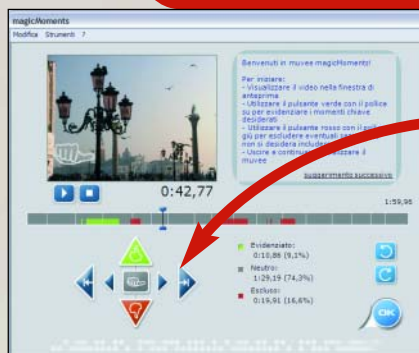 magicMoments
Modifica Strumenti ?
Benvenuti in muvee magicMoments!
Per iniziare:
- Visualizzare il video nella finestra di
anteprima
- Utilizzare il pulsante verde con il pollice
su per evidenziare i momenti chiave
desiderati
- Utilizzare il pulsante rosso con il
giù per escludere eventuali
non si desidera
- Uscire e
muvee
suggerimento successivo
0:42,77
1:59,96
Evidenziato:
0:10,86 (9,1%)
Neutro:
1:29,19 (74,3%)
Escluso:
0:19,91 (16,6%)
OK